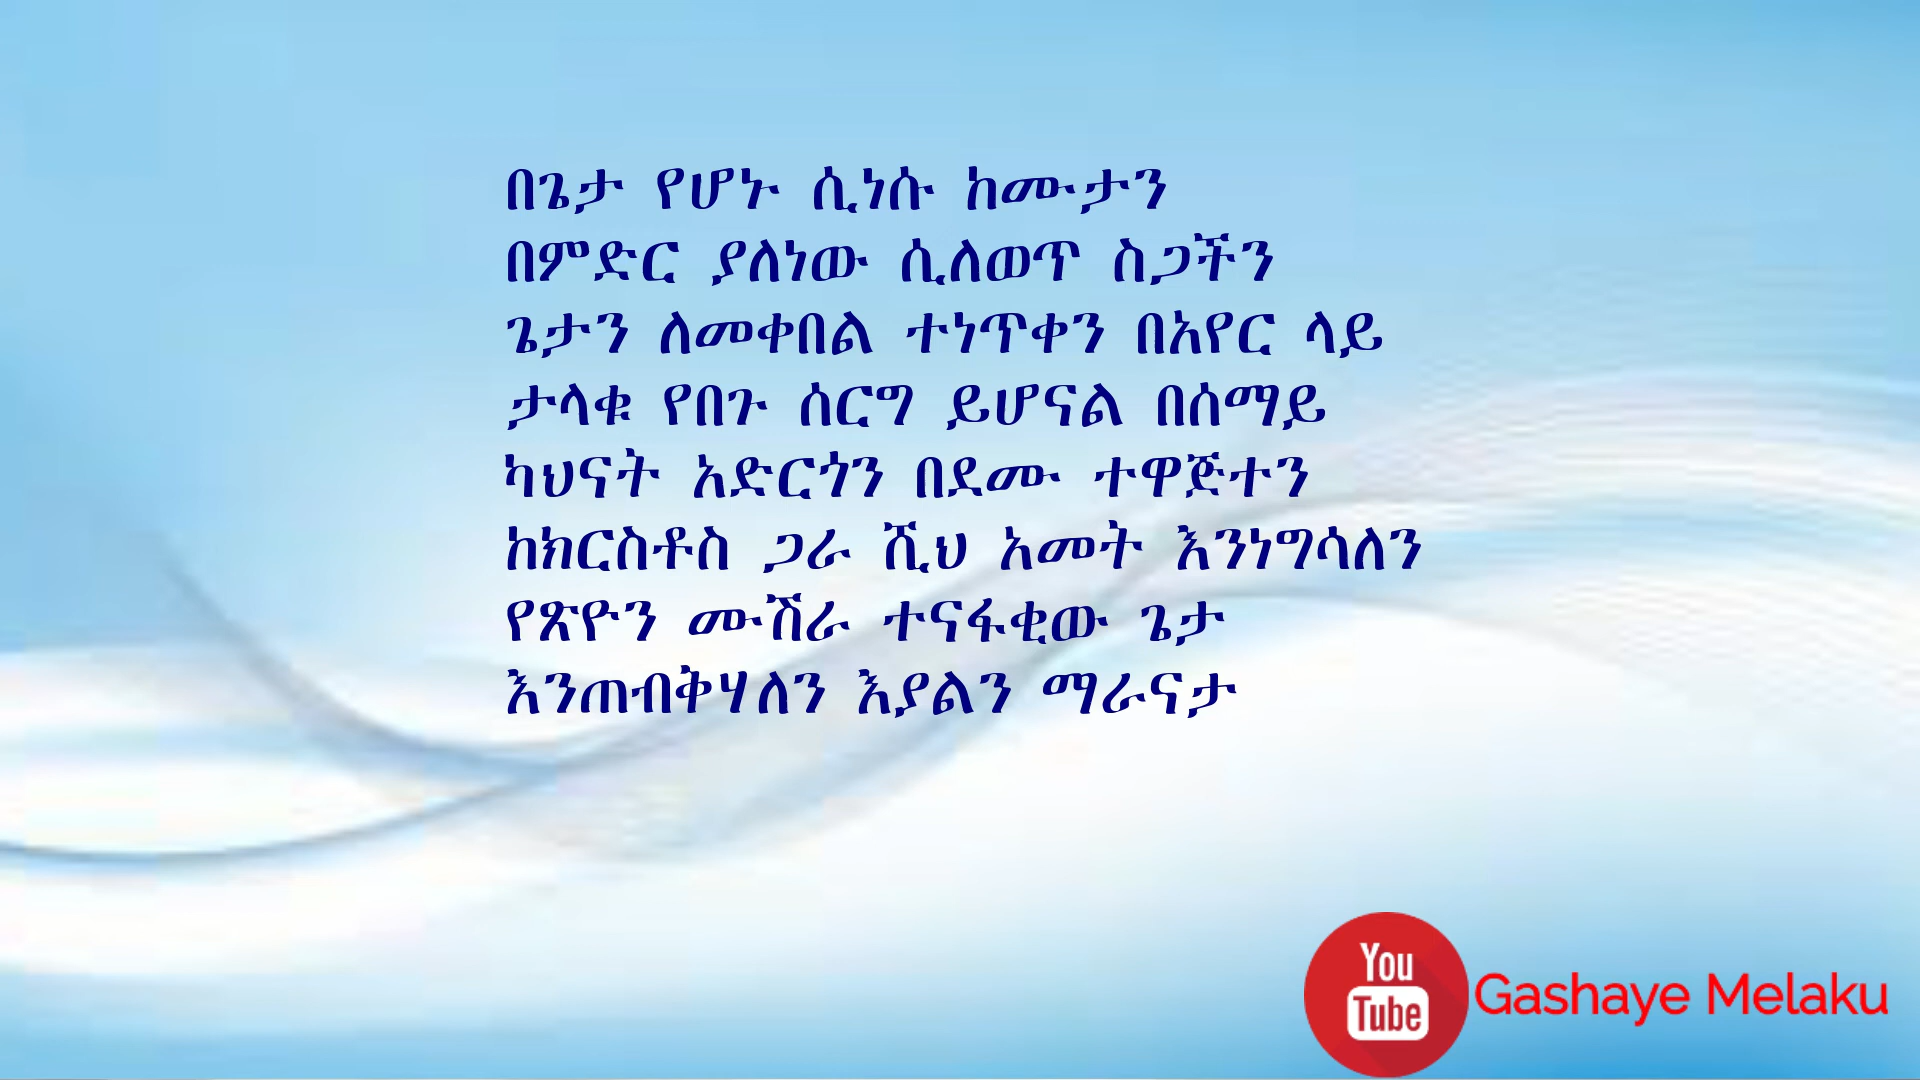 በጌታ የሆኑ ሲነሱ ከሙታን
በምድር ያለነው ሲለወጥ ስጋችን
ጌታን ለመቀበል ተነጥቀን በአየር ላይ
ታላቁ የበጉ ሰርግ ይሆናል በሰማይ
ካህናት አድርጎን በደሙ ተዋጅተን
ከክርስቶስ ጋራ ሺህ አመት እንነግሳለን
የጽዮን ሙሽራ ተናፋቂው ጌታ
እንጠብቅሃለን እያልን ማራናታ
You
Tube
Gashaye Melaku